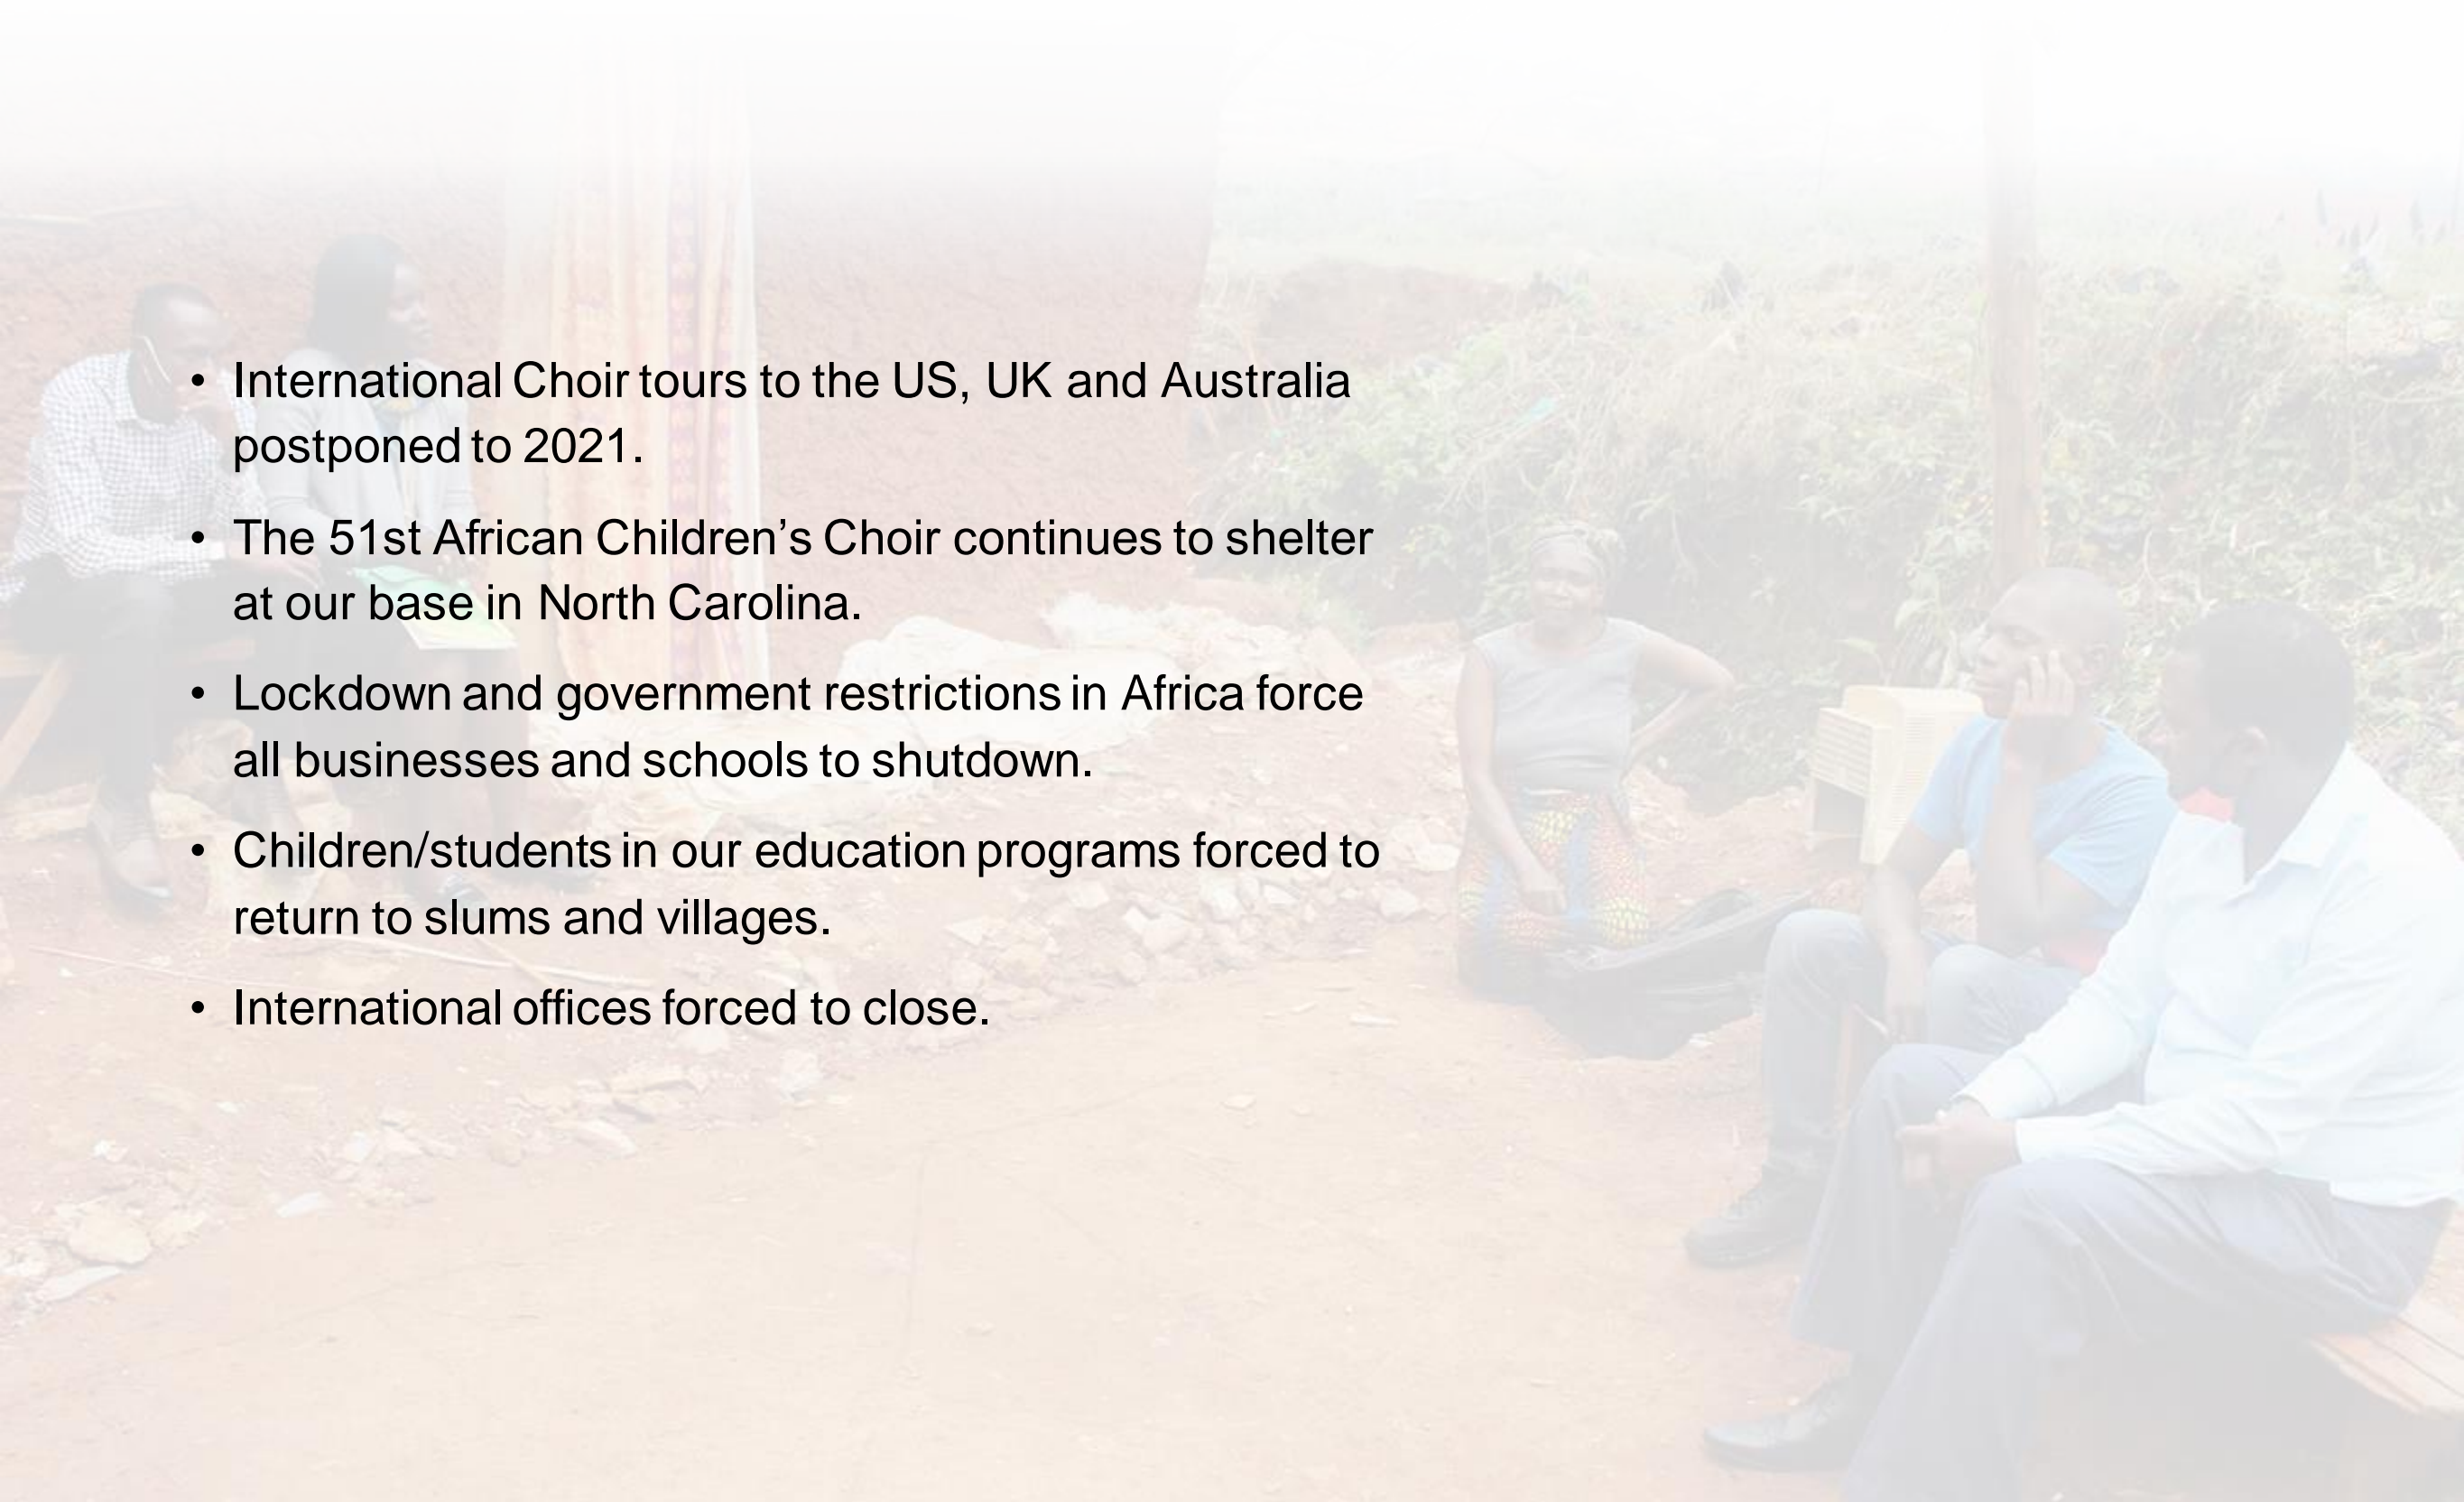 • International Choir tours to the US, UK and Australia
postponed to 2021.
• The 51st African Children’s Choir continues to shelter
at our base in North Carolina.
• Lockdown and government restrictions in Africa force
all businesses and schools to shutdown.
• Children/students in our education programs forced to
return to slums and villages.
• International offices forced to close.